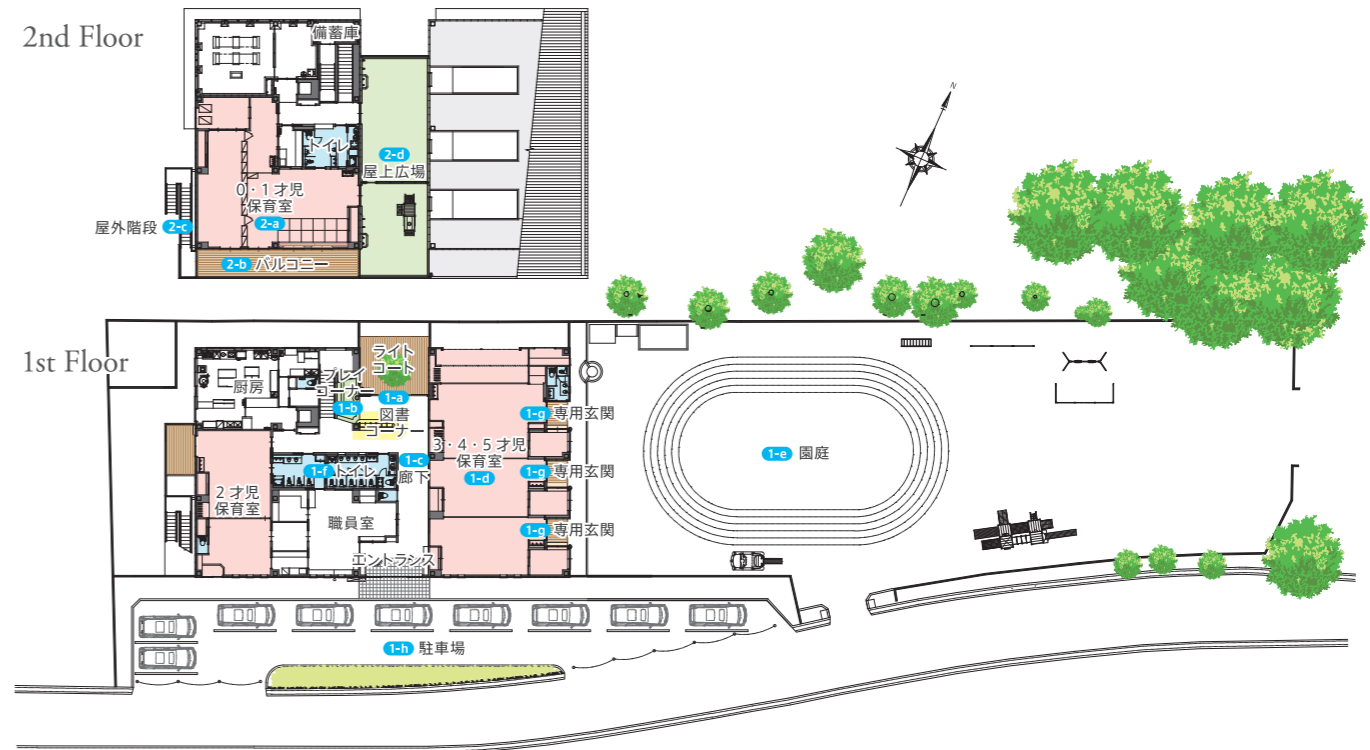 2nd Floor
備蓄庫
N
トイレ
2-d
屋上広場
0・1才児
保育室
2-a
屋外階段 2-c
2-b バルコニー
1st Floor
ライト
コート
厨房
プレイ
コーナー
1-a
1-b
図書
コーナー
1-g 専用玄関
3・4・5才児
保育室
1-d
1-e 園庭
1-f トイレ
1-c
廊下
1-g 専用玄関
2才児
保育室
職員室
1-g 専用玄関
エントランス
1-h 駐車場